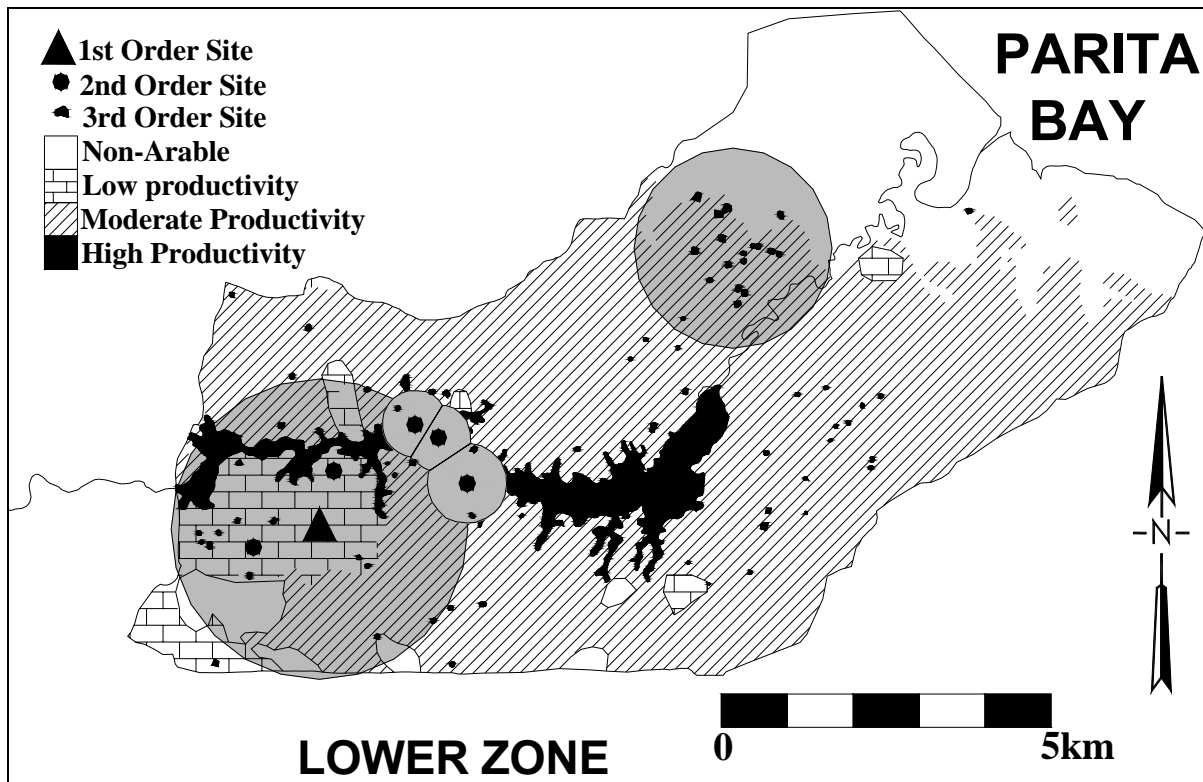 1st Order Site
2nd Order Site
3rd Order Site
Non-Arable
Low productivity
Moderate Productivity
High Productivity
PARITA
BAY
N
0
5km
LOWER ZONE